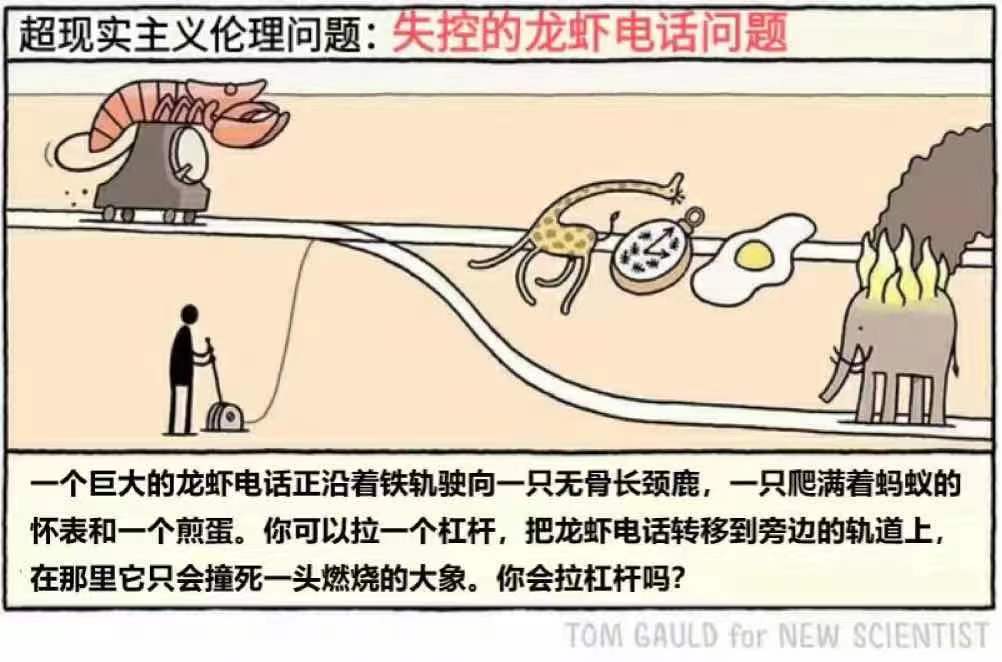 超现实主义伦理问题：失控的龙虾电话问题
一个巨大的龙虾电话正沿着铁轨驶向一只无骨长颈鹿，一只爬满着蚂蚁的
怀表和一个煎蛋。你可以拉一个杠杆，把龙虾电话转移到旁边的轨道上，
在那里它只会撞死一头燃烧的大象。你会拉杠杆吗？
TOM GAULD for NEW SCIENTIST